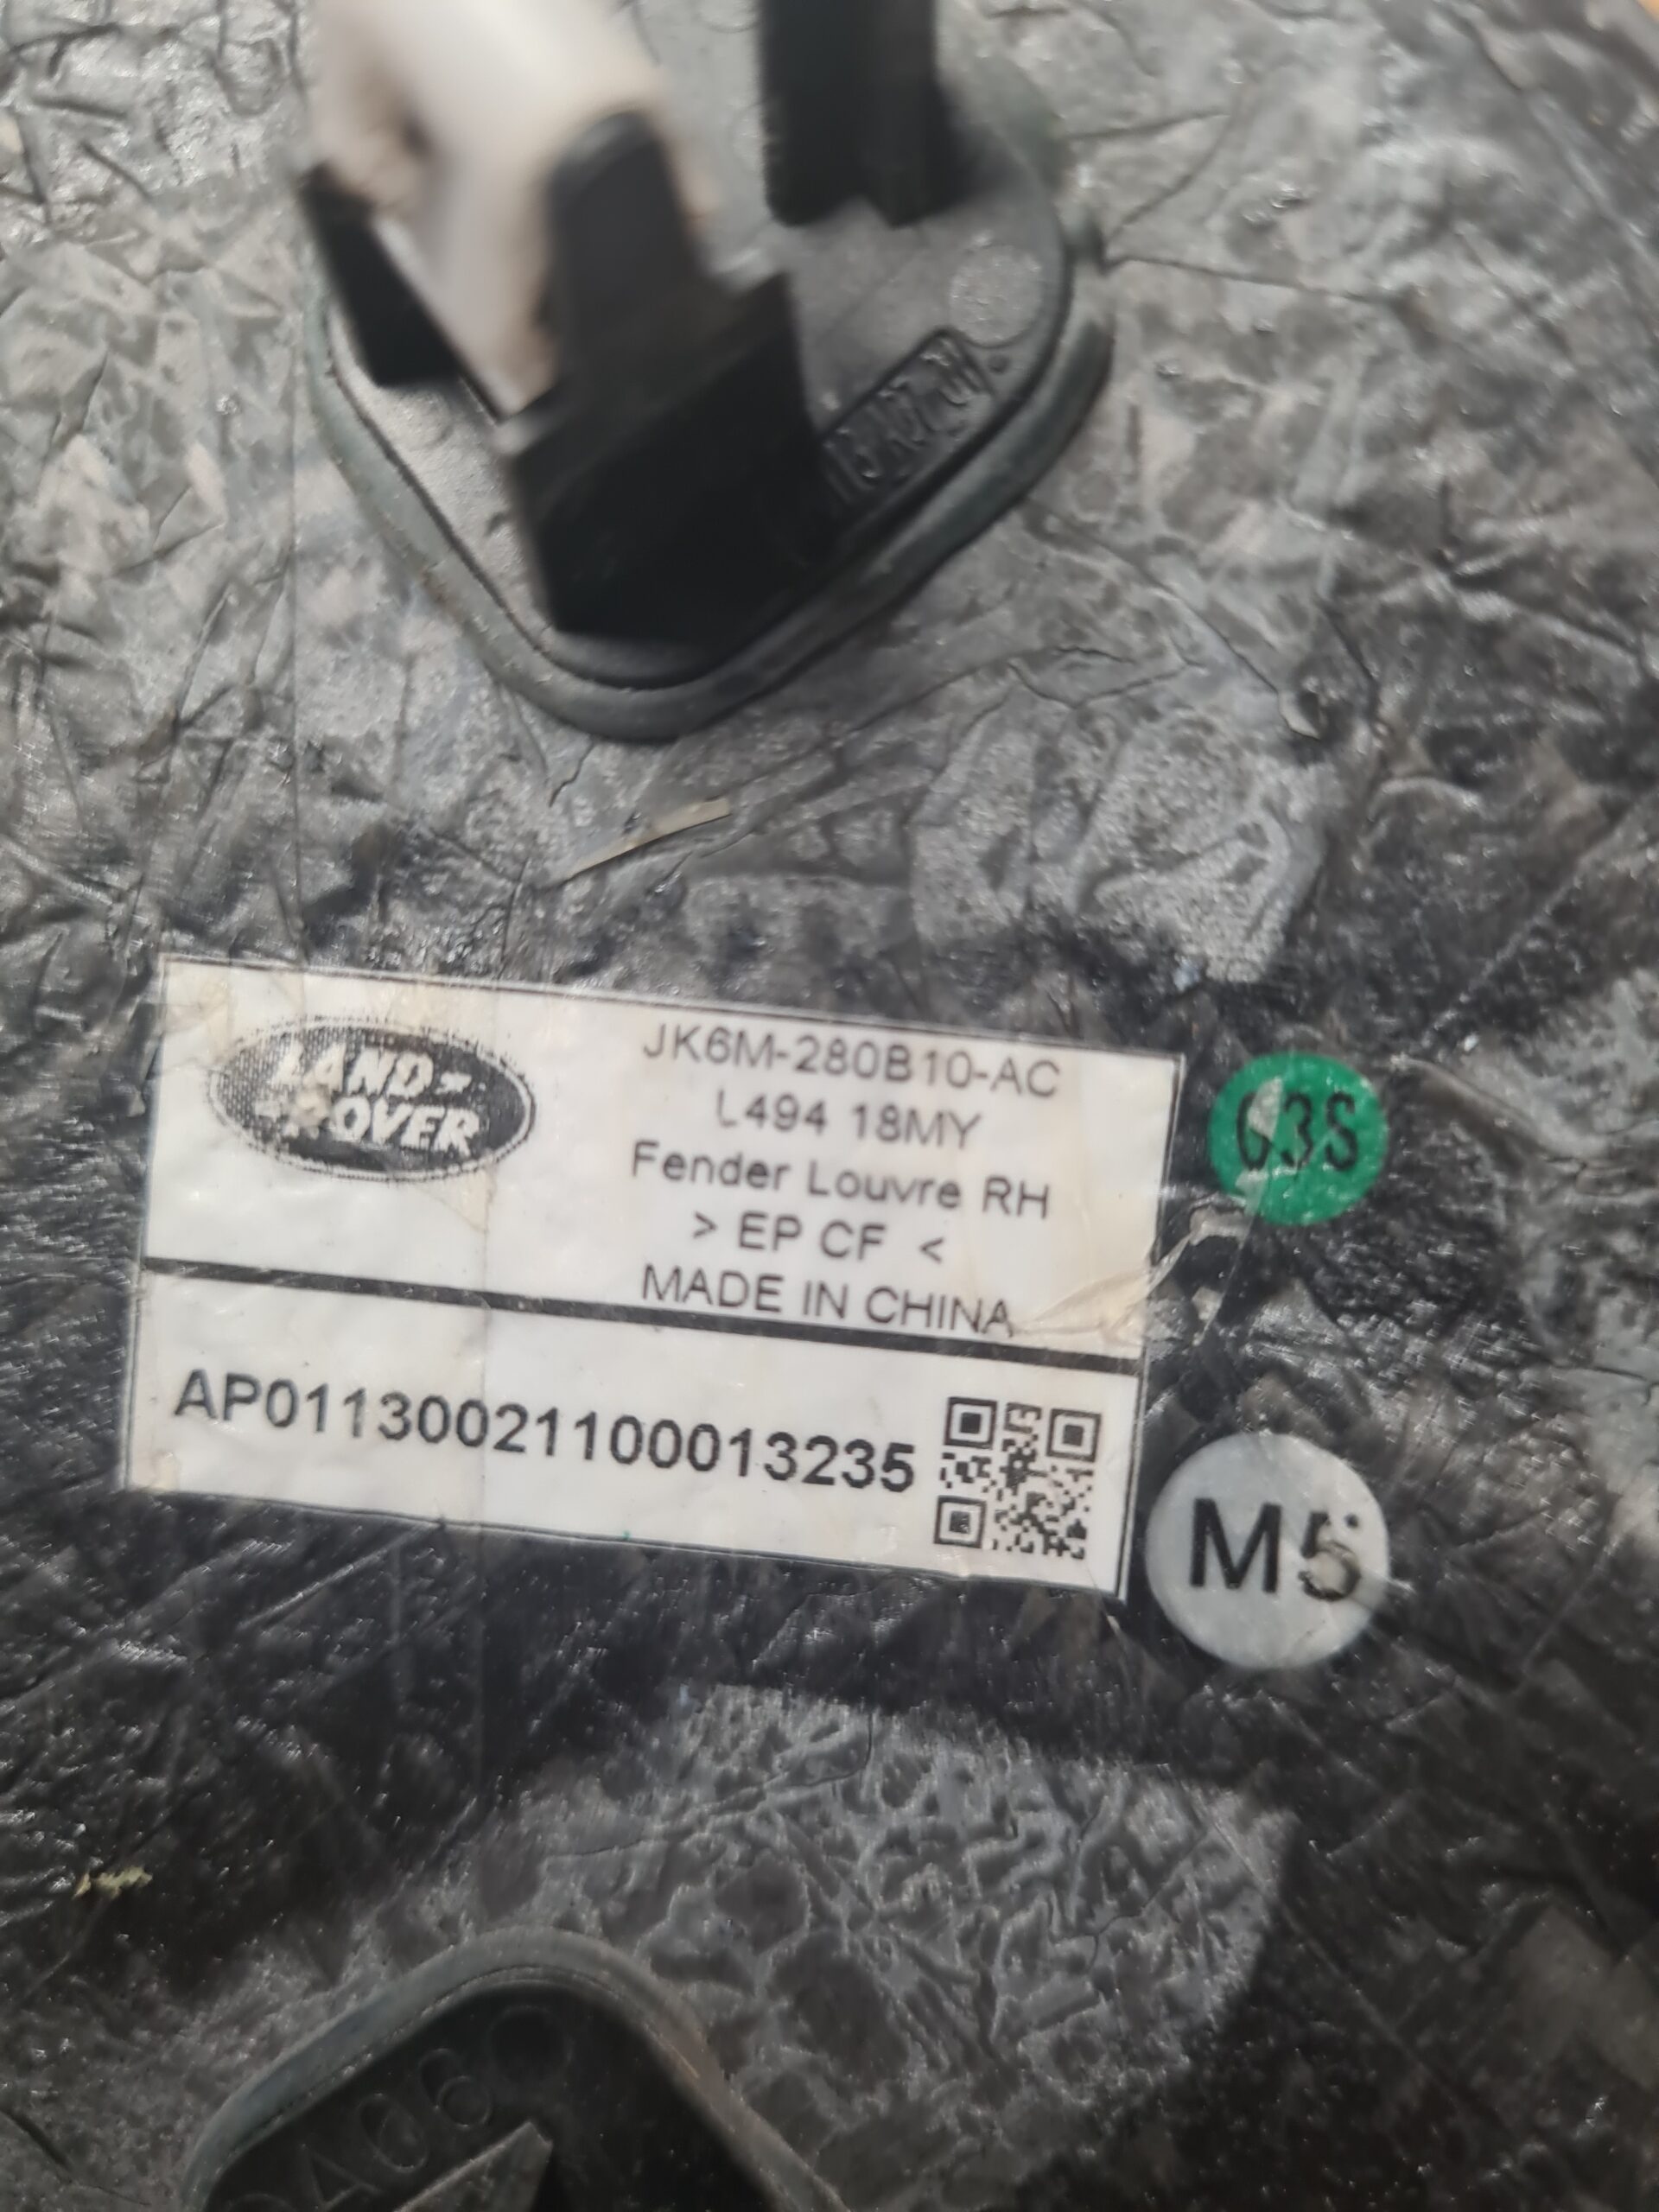 LAND-
ROVER
JK6M-280B10-AC
L494 18MY
Fender Louvre RH
> EP CF <
MADE IN CHINA
AP01130021100013235
G3S
M5